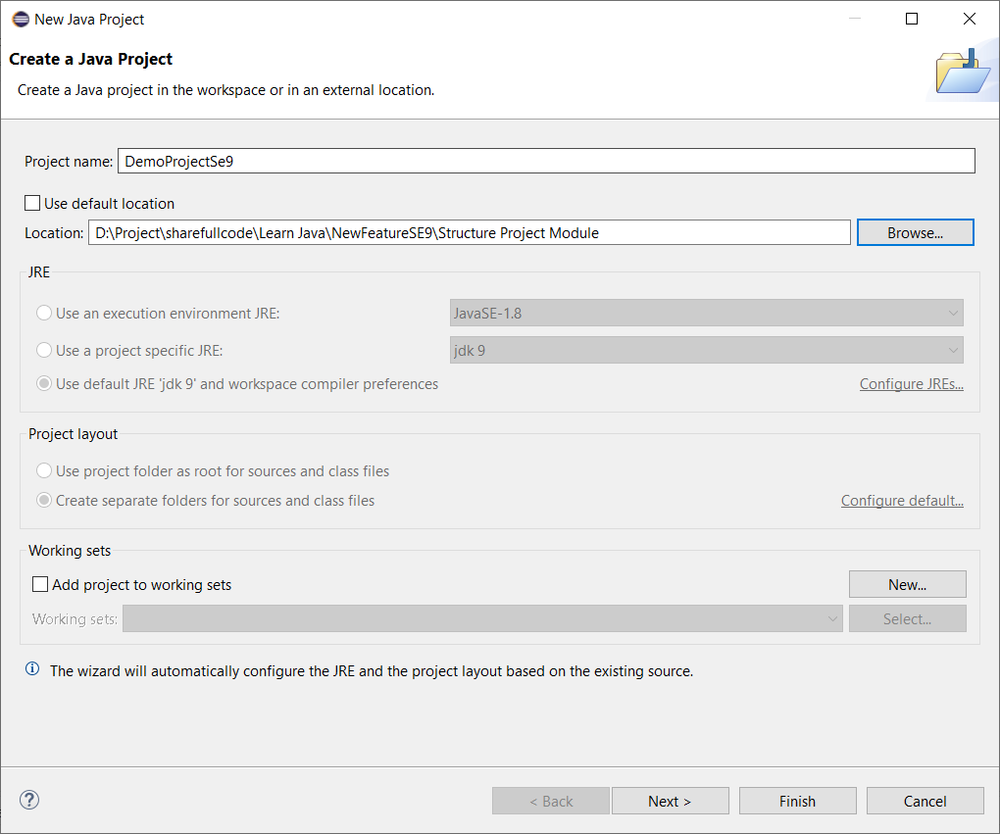 New Java Project
Create a Java Project
Create a Java project in the workspace or in an external location.
Project name: DemoProjectSe9
Use default location
Location: D:\Project\sharefullcode\Learn Java\NewFeatureSE9\Structure Project Module Browse...
JRE
Use an execution environment JRE: JavaSE-1.8
Use a project specific JRE: jdk 9
Use default JRE 'jdk 9' and workspace compiler preferences Configure JREs...
Project layout
Use project folder as root for sources and class files
Create separate folders for sources and class files Configure default...
Working sets
Add project to working sets New...
Working sets: Select...
The wizard will automatically configure the JRE and the project layout based on the existing source.
? < Back Next > Finish Cancel